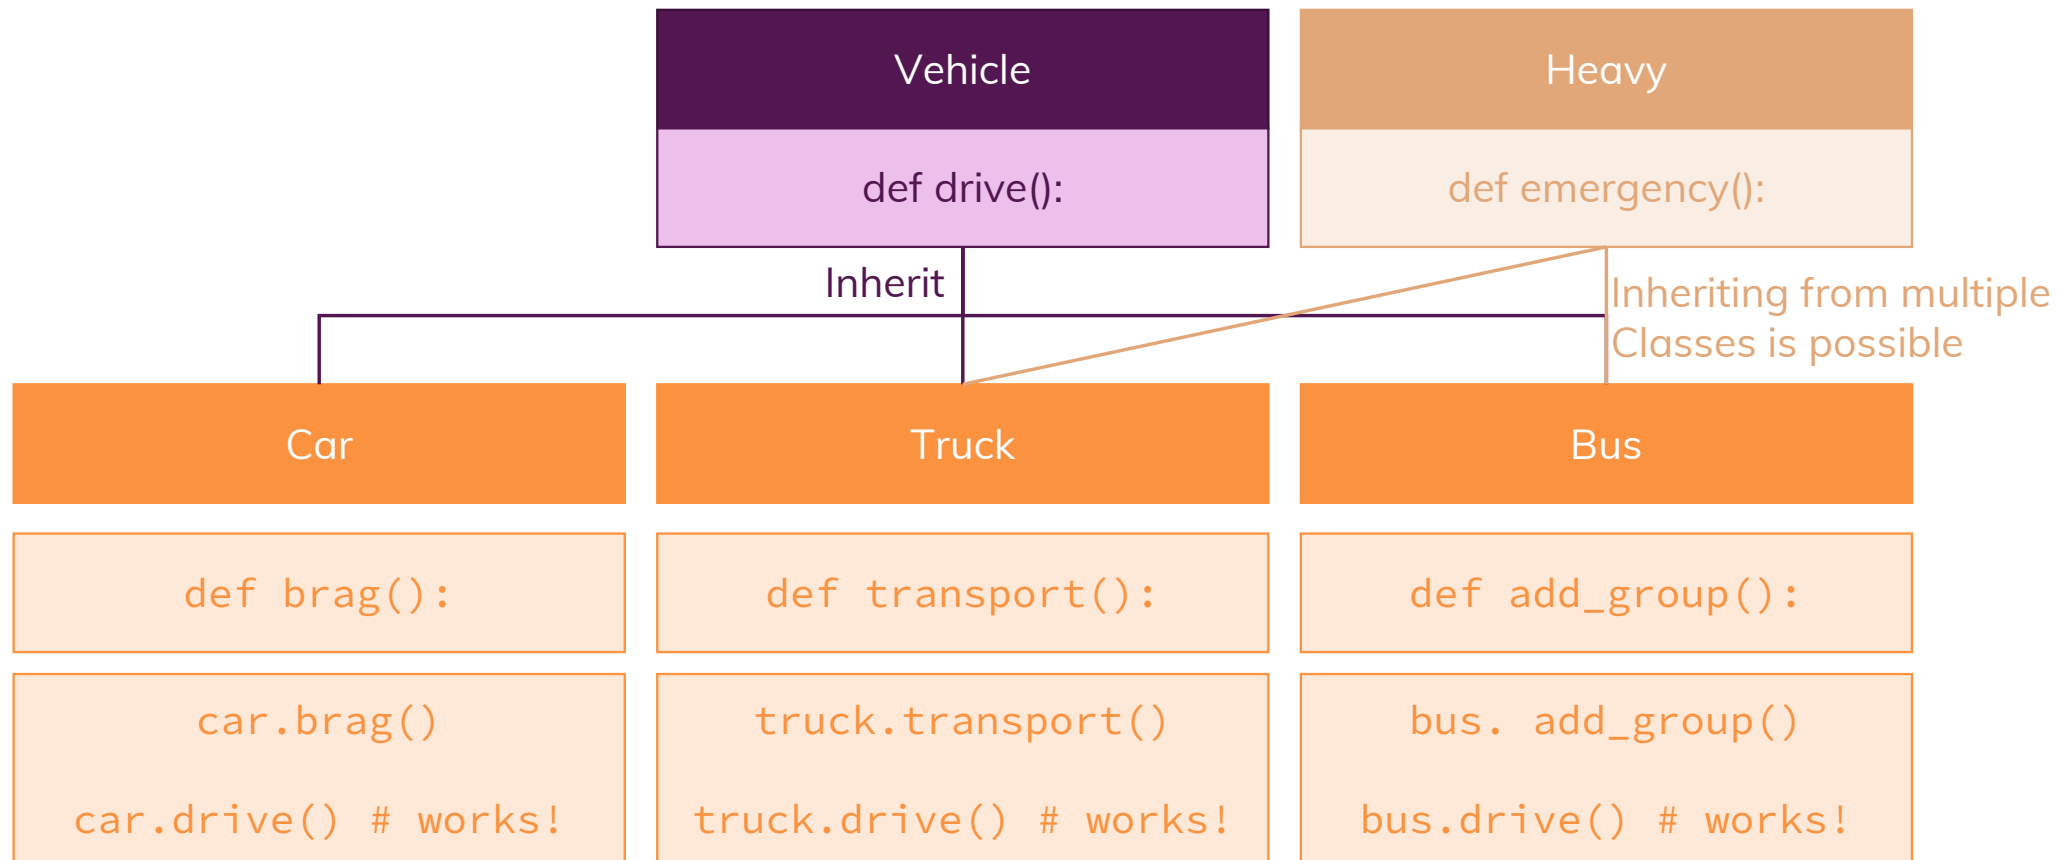 Vehicle
Heavy
def drive():
def emergency():
Inherit
Inheriting from multiple
Classes is possible
Car
Truck
Bus
def brag():
def transport():
def add_group():
car.brag()
truck.transport()
bus. add_group()
car.drive() # works!
truck.drive() # works!
bus.drive() # works!